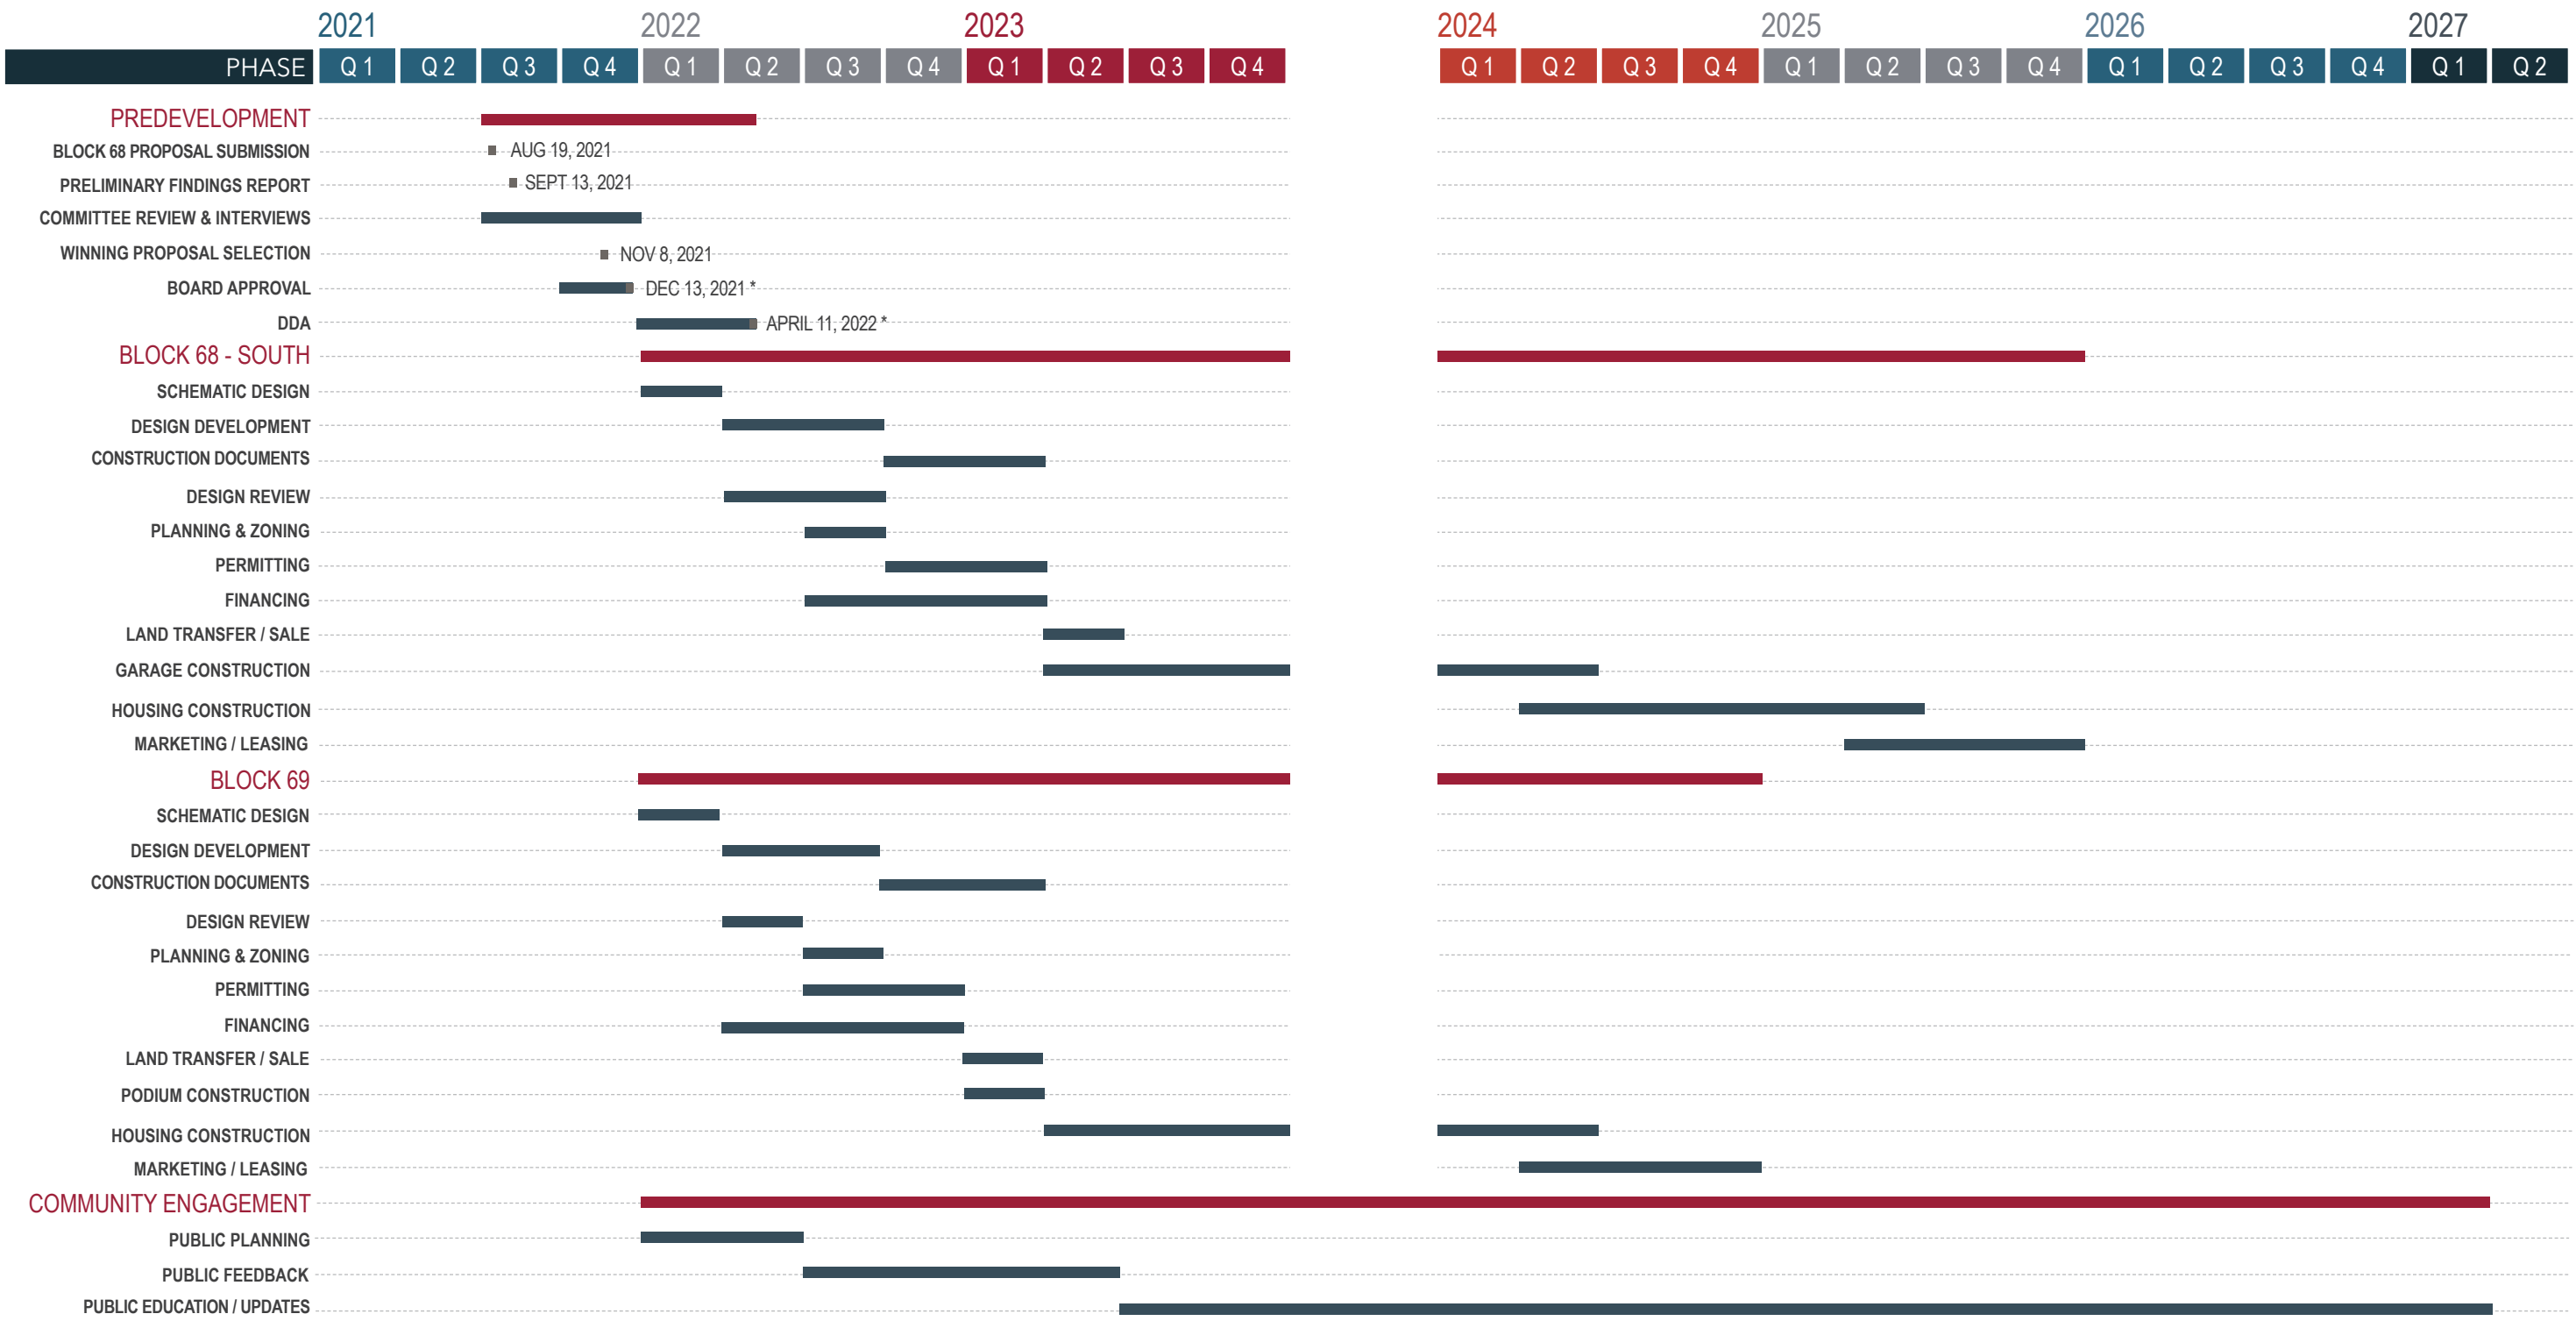 2021 2022 2023 2024 2025 2026 2027
PHASE Q 1 Q 2 Q 3 Q 4 Q 1 Q 2 Q 3 Q 4 Q 1 Q 2 Q 3 Q 4 Q 1 Q 2 Q 3 Q 4 Q 1 Q 2 Q 3 Q 4 Q 1 Q 2 Q 3 Q 4 Q 1 Q 2
PREDEVELOPMENT
BLOCK 68 PROPOSAL SUBMISSION AUG 19, 2021
PRELIMINARY FINDINGS REPORT SEPT 13, 2021
COMMITTEE REVIEW & INTERVIEWS
WINNING PROPOSAL SELECTION NOV 8, 2021
BOARD APPROVAL DEC 13, 2021 *
DDA APRIL 11, 2022 *
BLOCK 68 - SOUTH
SCHEMATIC DESIGN
DESIGN DEVELOPMENT
CONSTRUCTION DOCUMENTS
DESIGN REVIEW
PLANNING & ZONING
PERMITTING
FINANCING
LAND TRANSFER / SALE
GARAGE CONSTRUCTION
HOUSING CONSTRUCTION
MARKETING / LEASING
BLOCK 69
SCHEMATIC DESIGN
DESIGN DEVELOPMENT
CONSTRUCTION DOCUMENTS
DESIGN REVIEW
PLANNING & ZONING
PERMITTING
FINANCING
LAND TRANSFER / SALE
PODIUM CONSTRUCTION
HOUSING CONSTRUCTION
MARKETING / LEASING
COMMUNITY ENGAGEMENT
PUBLIC PLANNING
PUBLIC FEEDBACK
PUBLIC EDUCATION / UPDATES